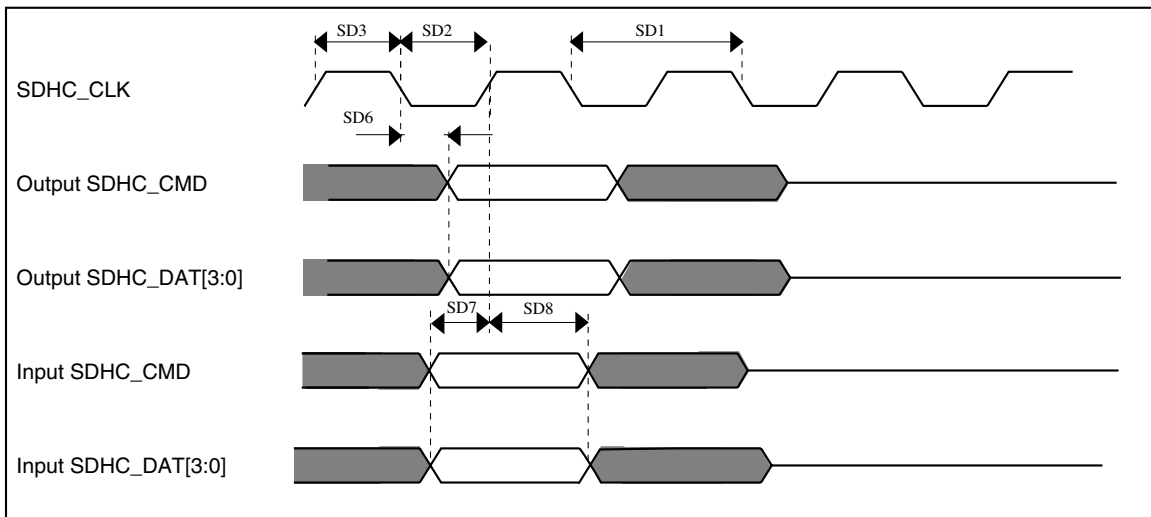 SD3
SD2
SD1
SDHC_CLK
SD6
Output SDHC_CMD
Output SDHC_DAT[3:0]
SD7
SD8
Input SDHC_CMD
Input SDHC_DAT[3:0]